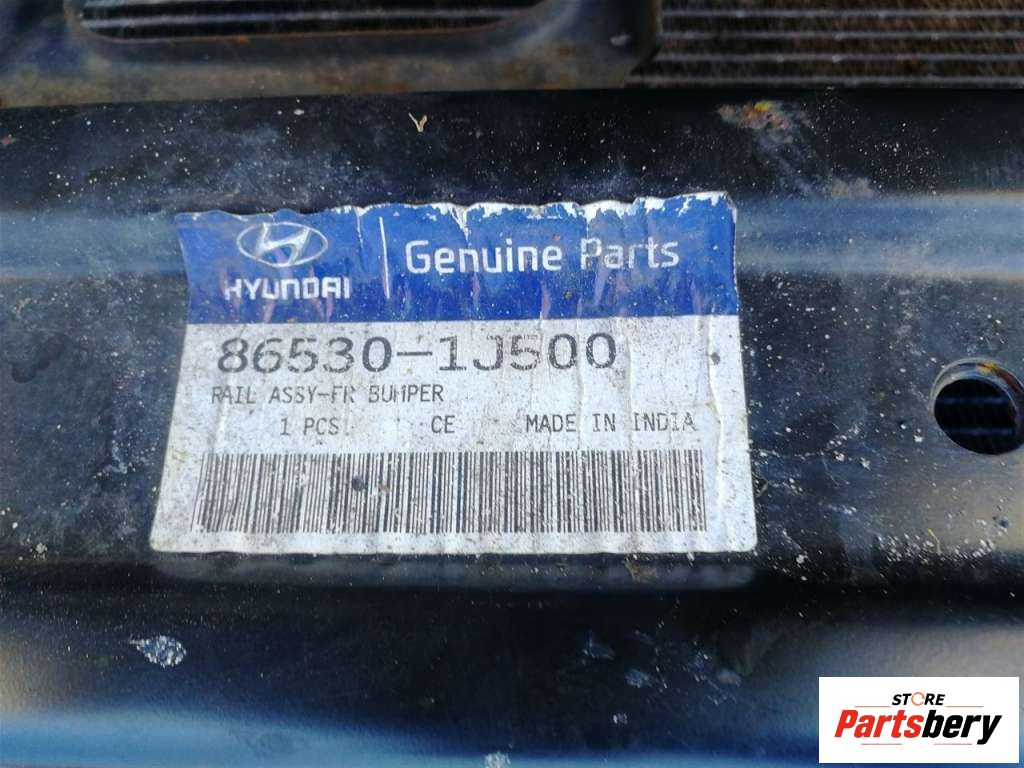 HYUNDAI
Genuine Parts
86530-1J500
RAIL ASSY-FR BUMPER
1 PCS CE MADE IN INDIA
STORE
Partsbery